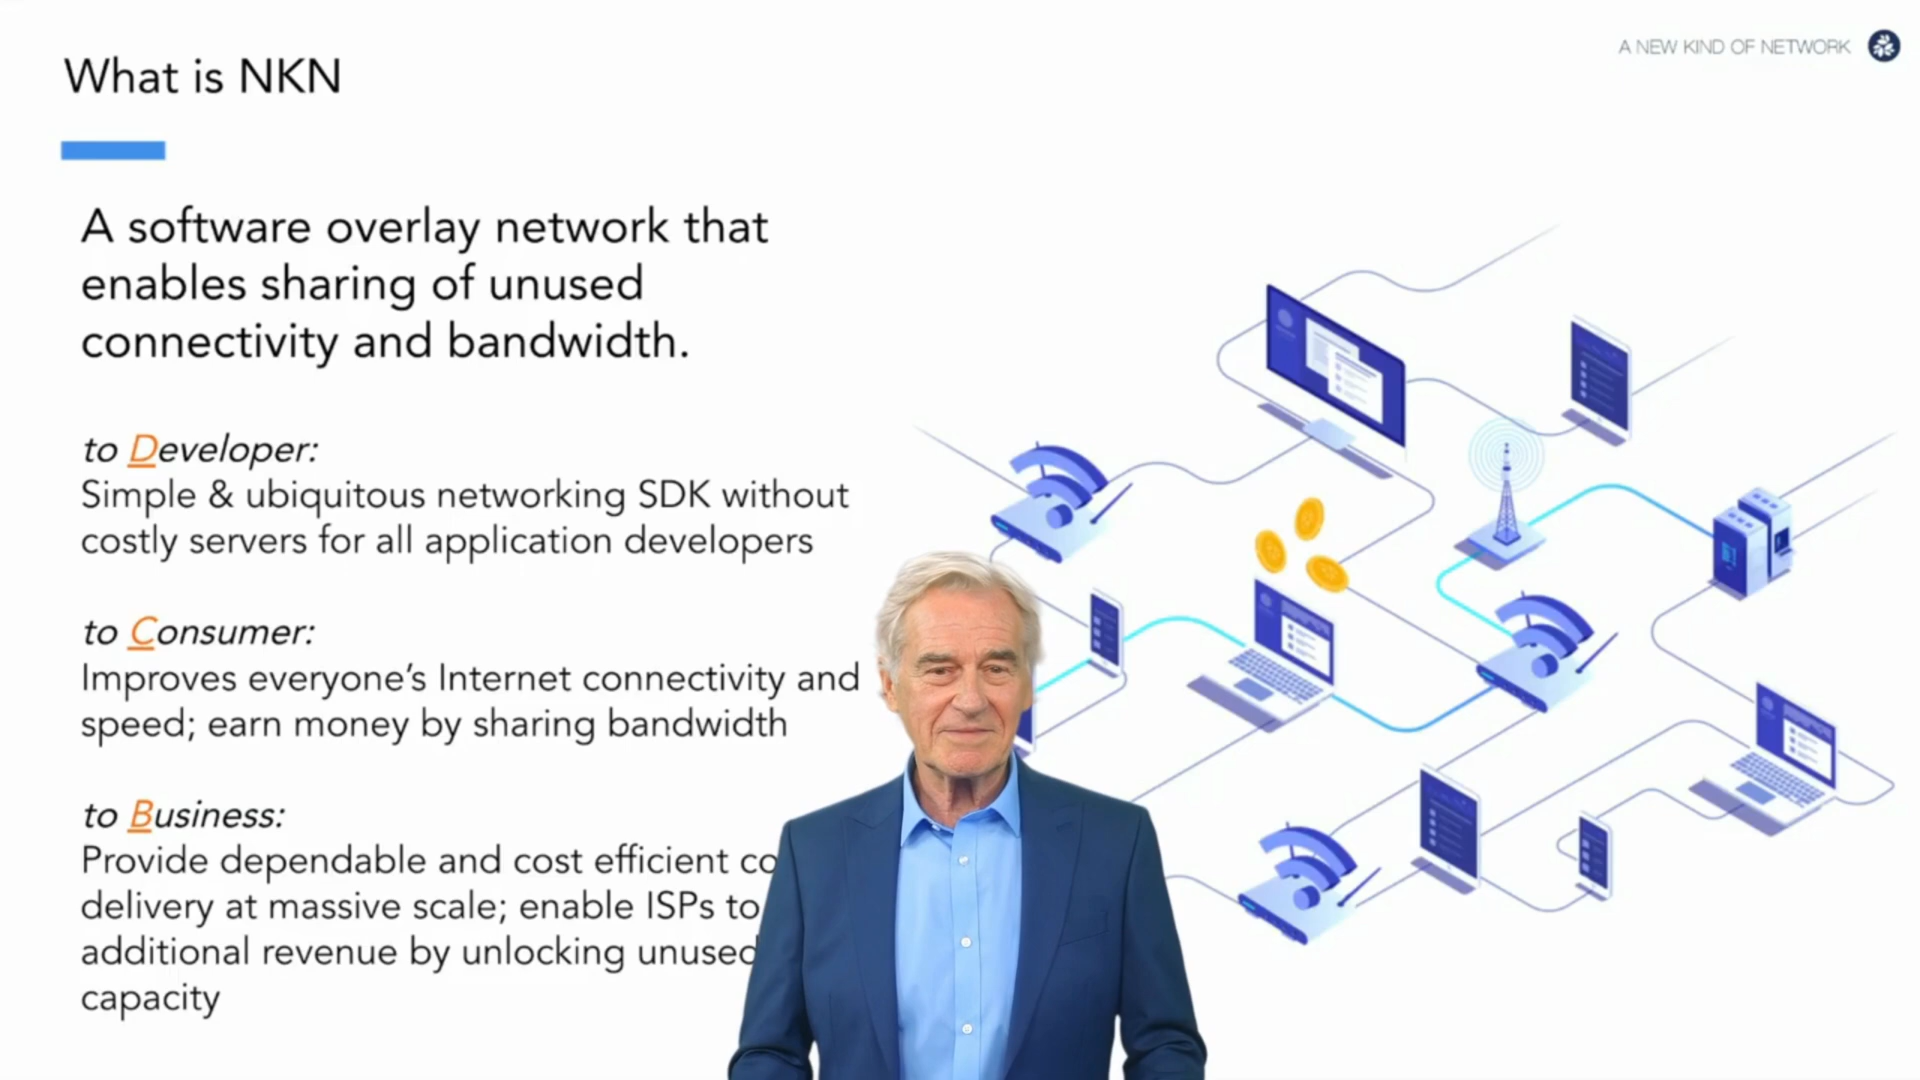 What is NKN
A NEW KIND OF NETWORK
A software overlay network that
enables sharing of unused
connectivity and bandwidth.
to Developer:
Simple & ubiquitous networking SDK without
costly servers for all application developers
to Consumer:
Improves everyone’s Internet connectivity and
speed; earn money by sharing bandwidth
to Business:
Provide dependable and cost efficient
delivery at massive scale; enable ISPs to
additional revenue by unlocking unused
capacity